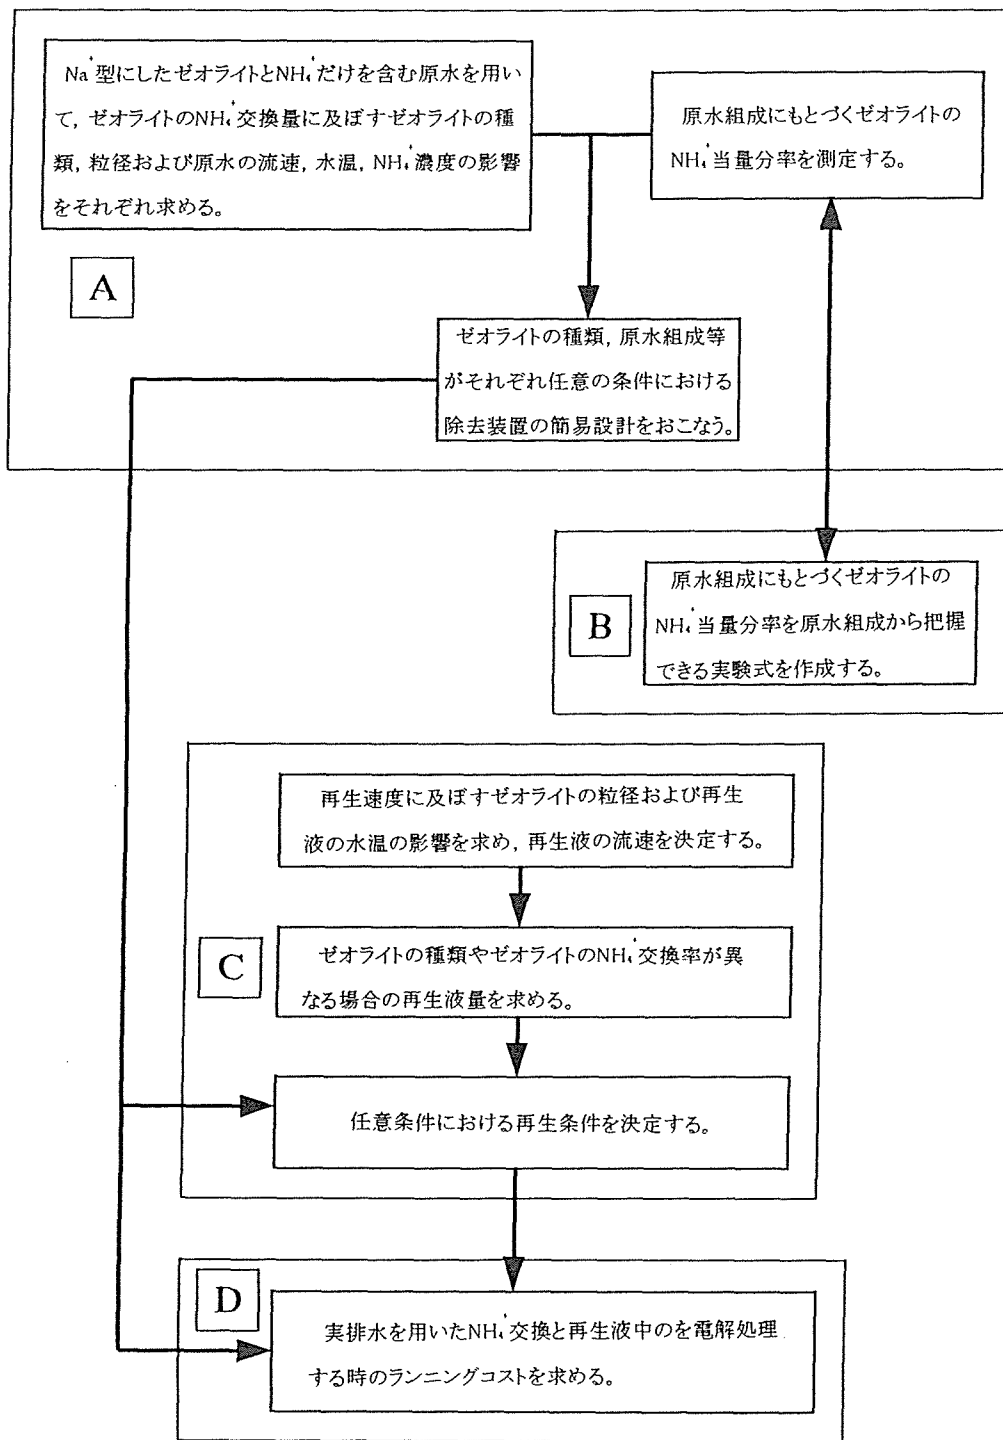 Na⁺型にしたゼオライトとNH₄⁺だけを含む原水を用い
て，ゼオライトのNH₄⁺交換量に及ぼすゼオライトの種
類，粒径および原水の流速，水温，NH₄⁺濃度の影響
をそれぞれ求める。
原水組成にもとづくゼオライトの
NH₄⁺当量分率を測定する。
A
ゼオライトの種類，原水組成等
がそれぞれ任意の条件における
除去装置の簡易設計をおこなう。
B
原水組成にもとづくゼオライトの
NH₄⁺当量分率を原水組成から把握
できる実験式を作成する。
再生速度に及ぼすゼオライトの粒径および再生
液の水温の影響を求め，再生液の流速を決定する。
C
ゼオライトの種類やゼオライトのNH₄⁺交換率が異
なる場合の再生液量を求める。
任意条件における再生条件を決定する。
D
実排水を用いたNH₄⁺交換と再生液中のを電解処理
する時のランニングコストを求める。